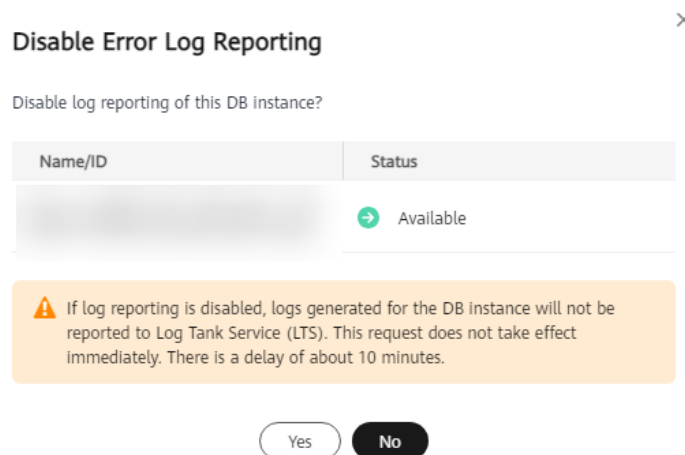 Disable Error Log Reporting
Disable log reporting of this DB instance?
Name/ID
Status
Available
If log reporting is disabled, logs generated for the DB instance will not be
reported to Log Tank Service (LTS). This request does not take effect
immediately. There is a delay of about 10 minutes.
Yes
No